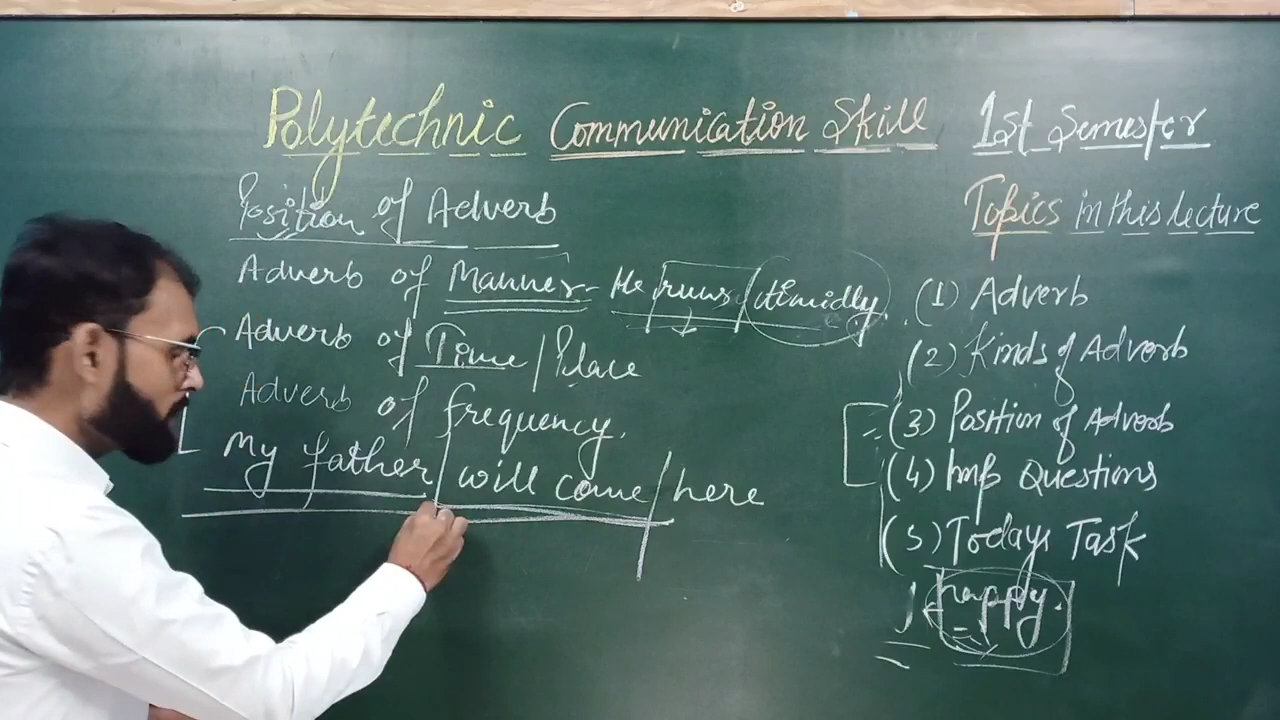 Polytechnic Communication Skill 1st Semester
Position of Adverb
Adverb of Manner - He runs timidly.
Adverb of Time / Place
Adverb of frequency.
My father / will come / here
Topics in this lecture
(1) Adverb
(2) Kinds of Adverb
(3) Position of Adverb
(4) Imp Questions
(5) Todays Task
happy.